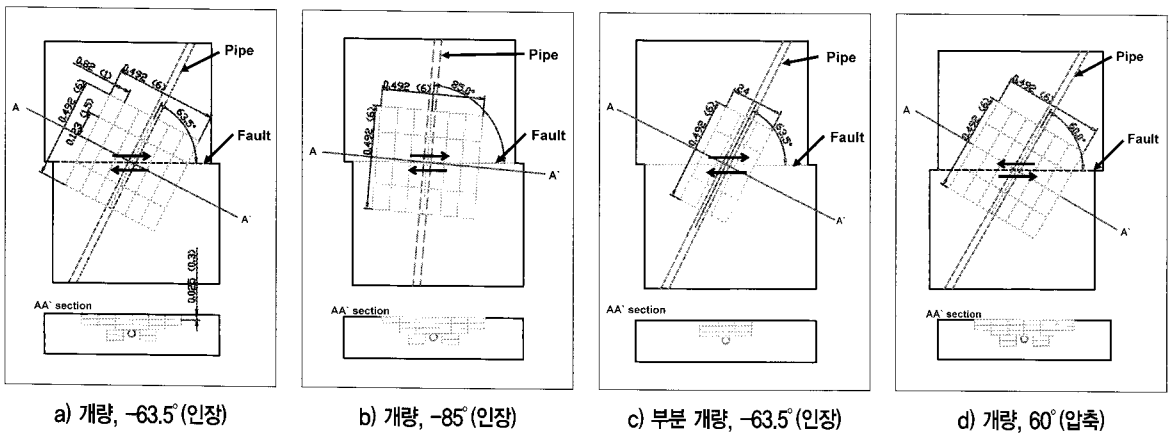 Pipe
0.82 (1)
0.492 (6)
0.492 (6)
0.123 (1.5)
63.5°
A
Fault
A`
0.025 (0.3)
AA` section
a) 개량, -63.5°(인장)
Pipe
0.492 (6)
85.0°
0.492 (6)
Fault
A
A`
AA` section
b) 개량, -85°(인장)
Pipe
24
0.492 (6)
63.5°
Fault
A
A`
AA` section
c) 부분 개량, -63.5°(인장)
Pipe
0.492 (6)
0.492 (6)
60.0°
Fault
A
A`
AA` section
d) 개량, 60°(압축)